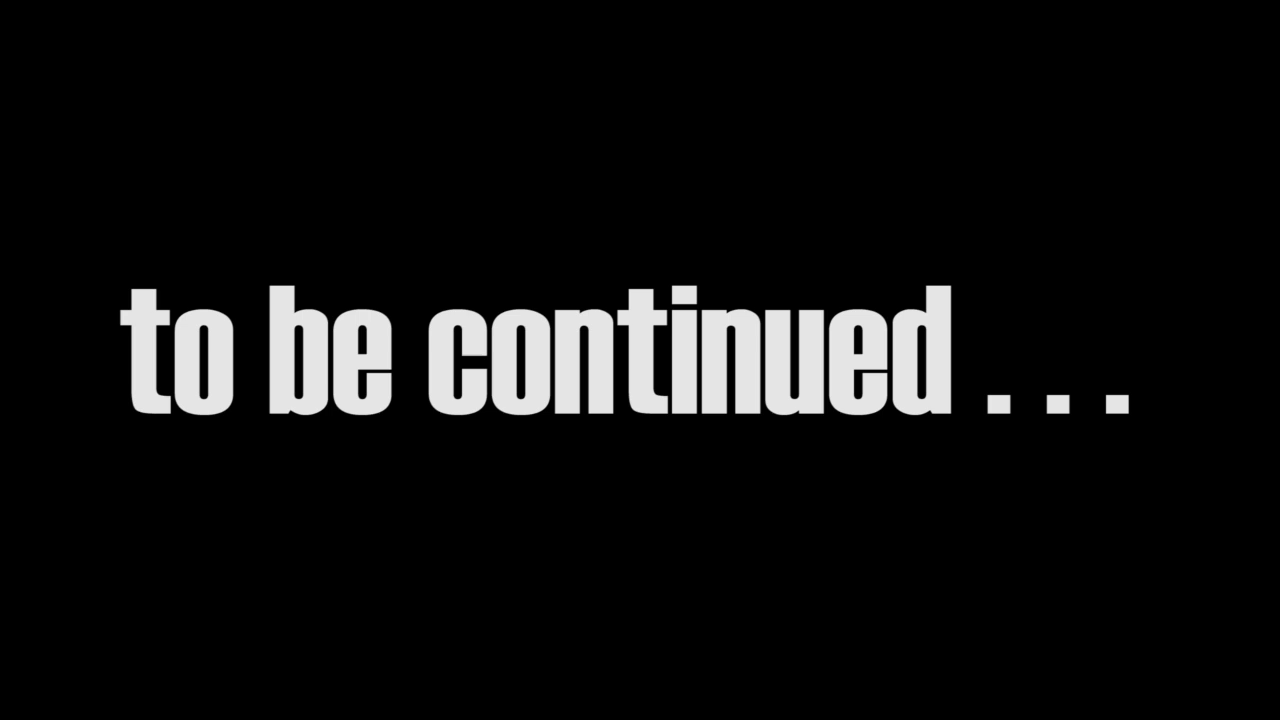 to be continued . . .